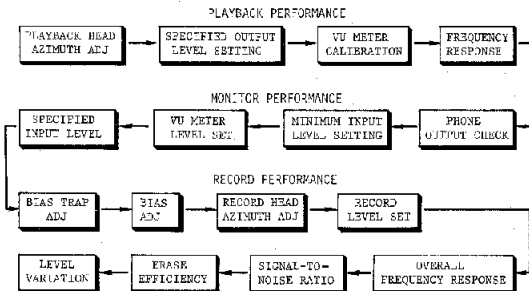 PLAYBACK PERFORMANCE
PLAYBACK HEAD
AZIMUTH ADJ
SPECIFIED OUTPUT
LEVEL SETTING
VU METER
CALIBRATION
FREQUENCY
RESPONSE
MONITOR PERFORMANCE
SPECIFIED
INPUT LEVEL
VU METER
LEVEL SET.
MINIMUM INPUT
LEVEL SETTING
PHONE
OUTPUT CHECK
RECORD PERFORMANCE
BIAS TRAP
ADJ
BIAS
ADJ
RECORD HEAD
AZIMUTH ADJ
RECORD
LEVEL SET
LEVEL
VARIATION
ERASE
EFFICIENCY
SIGNAL-TO-
NOISE RATIO
OVERALL
FREQUENCY RESPONSE